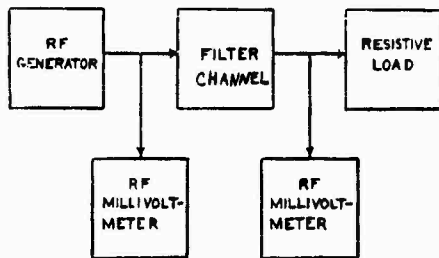 RF
GENERATOR
FILTER
CHANNEL
RESISTIVE
LOAD
RF
MILLIVOLT-
METER
RF
MILLIVOLT-
METER